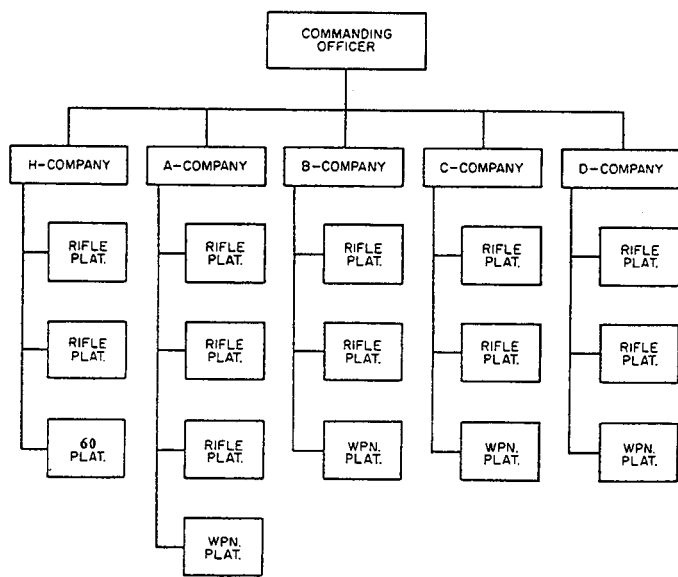 COMMANDING
OFFICER
H-COMPANY
A-COMPANY
B-COMPANY
C-COMPANY
D-COMPANY
RIFLE
PLAT.
RIFLE
PLAT.
RIFLE
PLAT.
RIFLE
PLAT.
RIFLE
PLAT.
RIFLE
PLAT.
RIFLE
PLAT.
RIFLE
PLAT.
RIFLE
PLAT.
RIFLE
PLAT.
60
PLAT.
RIFLE
PLAT.
WPN.
PLAT.
WPN.
PLAT.
WPN.
PLAT.
WPN.
PLAT.